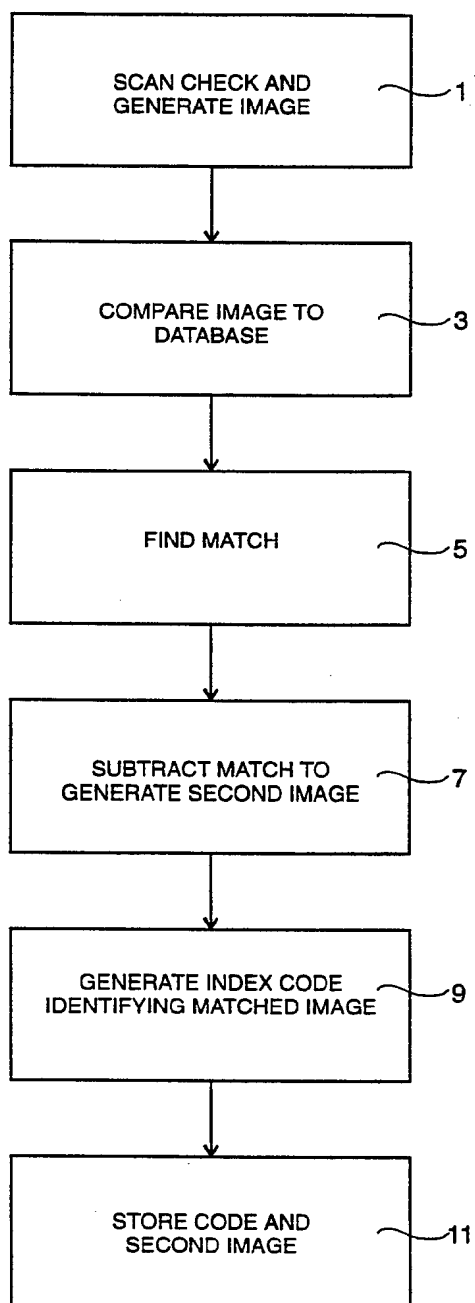 SCAN CHECK AND
GENERATE IMAGE
1
COMPARE IMAGE TO
DATABASE
3
FIND MATCH
5
SUBTRACT MATCH TO
GENERATE SECOND IMAGE
7
GENERATE INDEX CODE
IDENTIFYING MATCHED IMAGE
9
STORE CODE AND
SECOND IMAGE
11